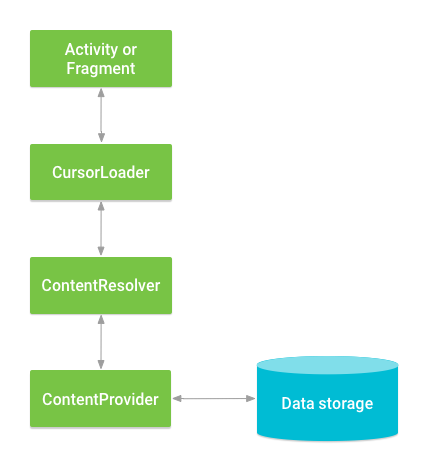 Activity or
Fragment
CursorLoader
ContentResolver
ContentProvider
Data storage